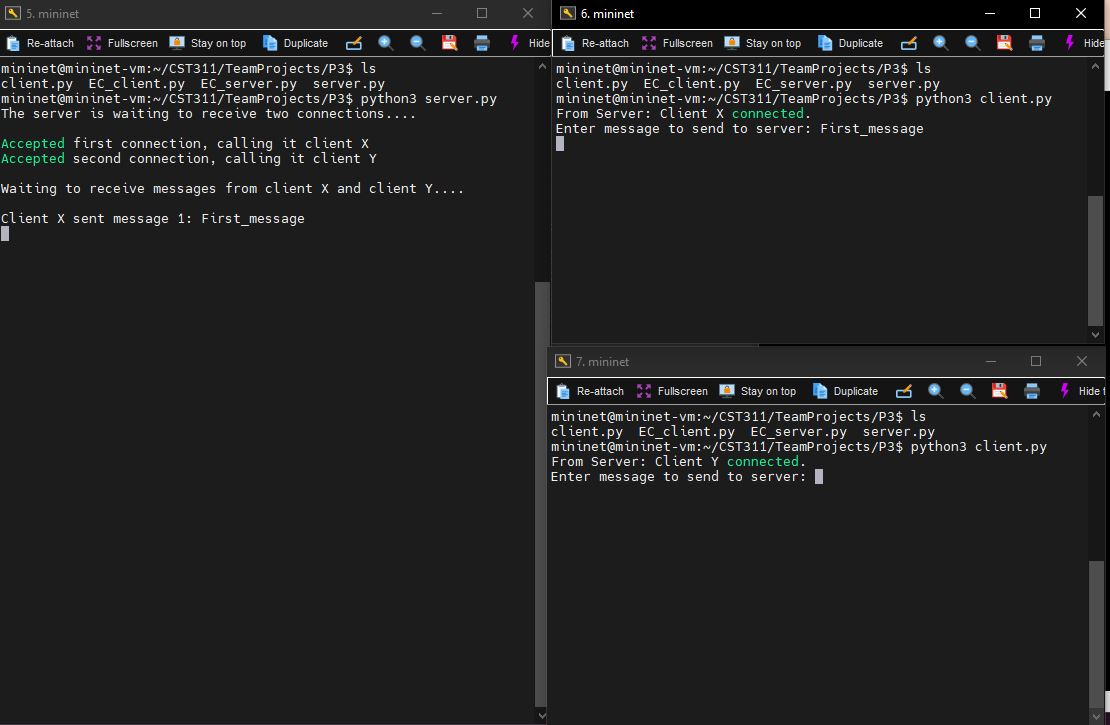 5. mininet
Re-attach Fullscreen Stay on top Duplicate Hide
mininet@mininet-vm:~/CST311/TeamProjects/P3$ ls
client.py  EC_client.py  EC_server.py  server.py
mininet@mininet-vm:~/CST311/TeamProjects/P3$ python3 server.py
The server is waiting to receive two connections....
Accepted first connection, calling it client X
Accepted second connection, calling it client Y
Waiting to receive messages from client X and client Y....
Client X sent message 1: First_message
6. mininet
Re-attach Fullscreen Stay on top Duplicate Hide
mininet@mininet-vm:~/CST311/TeamProjects/P3$ ls
client.py  EC_client.py  EC_server.py  server.py
mininet@mininet-vm:~/CST311/TeamProjects/P3$ python3 client.py
From Server: Client X connected.
Enter message to send to server: First_message
7. mininet
Re-attach Fullscreen Stay on top Duplicate Hide t
mininet@mininet-vm:~/CST311/TeamProjects/P3$ ls
client.py  EC_client.py  EC_server.py  server.py
mininet@mininet-vm:~/CST311/TeamProjects/P3$ python3 client.py
From Server: Client Y connected.
Enter message to send to server: